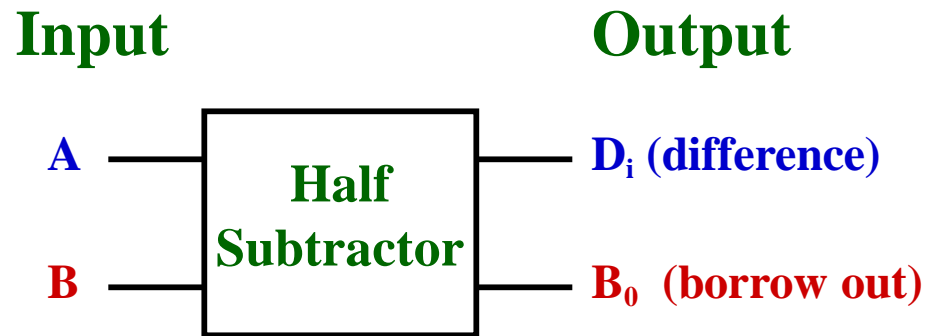 Input Output
A
Half
Subtractor
B
Dᵢ (difference)
B₀ (borrow out)